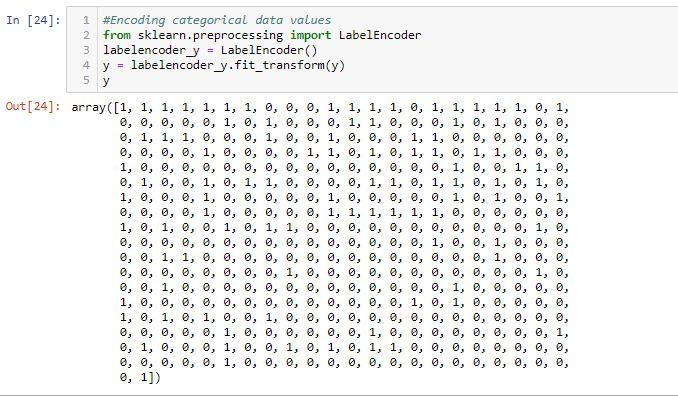 In [24]:
1 #Encoding categorical data values
2 from sklearn.preprocessing import LabelEncoder
3 labelencoder_y = LabelEncoder()
4 y = labelencoder_y.fit_transform(y)
5 y
Out[24]: array([1, 1, 1, 1, 1, 1, 1, 0, 0, 0, 1, 1, 1, 1, 0, 1, 1, 1, 1, 1, 0, 1,
0, 0, 0, 0, 0, 1, 0, 1, 0, 0, 0, 1, 1, 0, 0, 0, 1, 0, 1, 0, 0, 0,
0, 1, 1, 1, 0, 0, 0, 1, 0, 0, 1, 0, 0, 0, 1, 1, 0, 0, 0, 0, 0, 0,
0, 0, 0, 0, 1, 0, 0, 0, 0, 1, 1, 0, 1, 0, 1, 1, 0, 1, 1, 0, 0, 0,
1, 0, 0, 0, 0, 0, 0, 0, 0, 0, 0, 0, 0, 0, 0, 0, 1, 0, 0, 1, 1, 0,
0, 1, 0, 0, 1, 0, 1, 1, 0, 0, 0, 0, 1, 1, 0, 1, 1, 0, 1, 0, 1, 0,
1, 0, 0, 0, 1, 0, 0, 0, 0, 0, 1, 0, 0, 0, 0, 0, 1, 0, 1, 0, 0, 1,
0, 0, 0, 0, 1, 0, 0, 0, 0, 0, 1, 1, 1, 1, 1, 1, 0, 0, 0, 0, 0, 0,
1, 0, 1, 0, 0, 1, 0, 1, 1, 0, 0, 0, 0, 0, 0, 0, 0, 0, 0, 0, 1, 0,
0, 0, 0, 0, 0, 0, 0, 0, 0, 0, 0, 0, 0, 0, 0, 1, 0, 0, 1, 0, 0, 0,
0, 0, 1, 1, 0, 0, 0, 0, 0, 0, 0, 0, 0, 0, 0, 0, 0, 0, 1, 0, 0, 0,
0, 0, 0, 0, 0, 0, 0, 0, 1, 0, 0, 0, 0, 0, 0, 0, 0, 0, 0, 0, 1, 0,
0, 0, 1, 0, 0, 0, 0, 0, 0, 0, 0, 0, 0, 0, 0, 0, 1, 0, 0, 0, 0, 0,
1, 0, 0, 0, 0, 0, 0, 0, 0, 0, 0, 0, 0, 0, 1, 0, 1, 0, 0, 0, 0, 0,
1, 0, 1, 0, 1, 0, 0, 1, 0, 0, 0, 0, 0, 0, 0, 0, 0, 0, 0, 0, 0, 0,
0, 0, 0, 0, 0, 1, 0, 0, 0, 0, 0, 0, 1, 0, 0, 0, 0, 0, 0, 0, 0, 1,
0, 1, 0, 0, 0, 1, 0, 0, 1, 0, 1, 0, 1, 1, 0, 0, 0, 0, 0, 0, 0, 0,
0, 0, 0, 0, 0, 1, 0, 0, 0, 0, 0, 0, 0, 0, 0, 0, 0, 0, 0, 0, 0, 0,
0, 1])